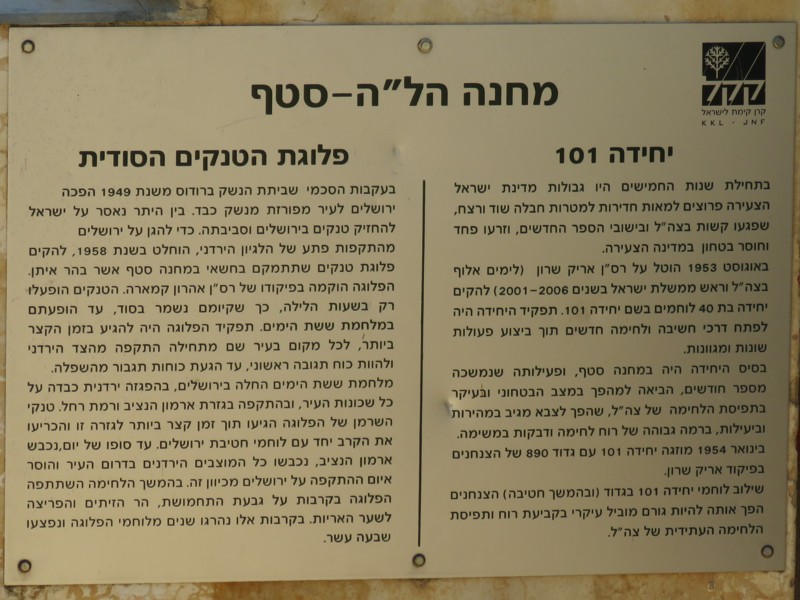 קק"ל
קרן קימת לישראל
KKL - JNF
מחנה הל"ה-סטף
יחידה 101
בתחילת שנות החמישים היו גבולות מדינת ישראל
הצעירה פרוצים למאות חדירות למטרות חבלה שוד ורצח,
שפגעו קשות בצה"ל ובישובי הספר החדשים, וזרעו פחד
וחוסר בטחון במדינה הצעירה.
באוגוסט 1953 הוטל על רס"ן אריק שרון (לימים אלוף
בצה"ל וראש ממשלת ישראל בשנים 2001-2006) להקים
יחידה בת 40 לוחמים בשם יחידה 101. תפקיד היחידה היה
לפתח דרכי חשיבה ולחימה חדשים תוך ביצוע פעולות
שונות ומגוונות.
בסיס היחידה היה במחנה סטף, ופעילותה שנמשכה
מספר חודשים, הביאה למהפך במצב הבטחוני ובעיקר
בתפיסת הלחימה של צה"ל, שהפך לצבא מגיב במהירות
וביעילות, ברמה גבוהה של רוח לחימה ודבקות במשימה.
בינואר 1954 מוזגה יחידה 101 עם גדוד 890 של הצנחנים
בפיקוד אריק שרון.
שילוב לוחמי יחידה 101 בגדוד (ובהמשך חטיבה) הצנחנים
הפך אותה להיות גורם מוביל עיקרי בקביעת רוח ותפיסת
הלחימה העתידית של צה"ל.
פלוגת הטנקים הסודית
בעקבות הסכמי שביתת הנשק ברודוס משנת 1949 הפכה
ירושלים לעיר מפורזת מנשק כבד. בין היתר נאסר על ישראל
להחזיק טנקים בירושלים וסביבתה. כדי להגן על ירושלים
מהתקפות פתע של הלגיון הירדני, הוחלט בשנת 1958, להקים
פלוגת טנקים שתתמקם בחשאי במחנה סטף אשר בהר איתן.
הפלוגה הוקמה בפיקודו של רס"ן אהרון קמארה. הטנקים הופעלו
רק בשעות הלילה, כך שקיומם נשמר בסוד, עד הופעתם
במלחמת ששת הימים. תפקיד הפלוגה היה להגיע בזמן הקצר
ביותר, לכל מקום בעיר שם מתחילה התקפה מהצד הירדני
ולהוות כוח תגובה ראשוני, עד הגעת כוחות תגבור מהשפלה.
מלחמת ששת הימים החלה בירושלים, בהפגזה ירדנית כבדה על
כל שכונות העיר, ובהתקפה בגזרת ארמון הנציב ורמת רחל. טנקי
השרמן של הפלוגה הגיעו תוך זמן קצר ביותר לגזרה זו והכריעו
את הקרב יחד עם לוחמי חטיבת ירושלים. עד סופו של יום,נכבש
ארמון הנציב, נכבשו כל המוצבים הירדנים בדרום העיר והוסר
איום ההתקפה על ירושלים מכיוון זה. בהמשך הלחימה השתתפה
הפלוגה בקרבות על גבעת התחמושת, הר הזיתים והפריצה
לשער האריות. בקרבות אלו נהרגו שנים מלוחמי הפלוגה ונפצעו
שבעה עשר.